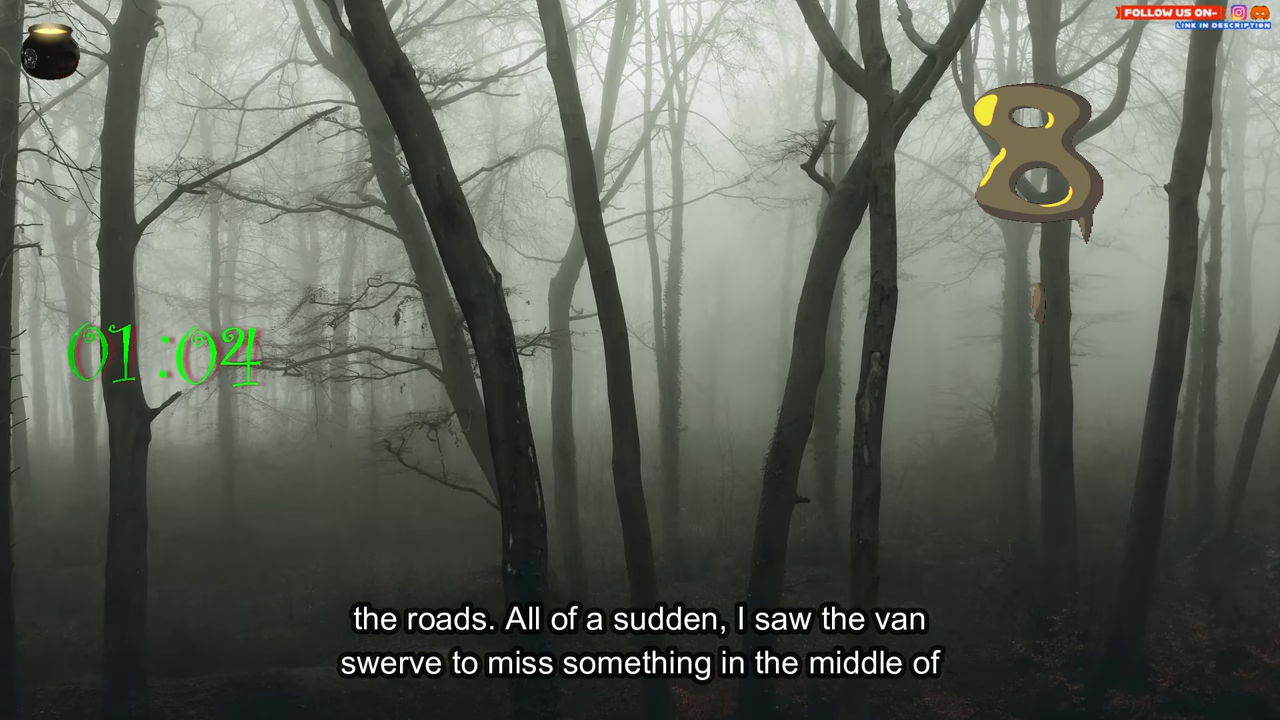 FOLLOW US ON-
LINK IN DESCRIPTION
8
01 :04
the roads. All of a sudden, I saw the van
swerve to miss something in the middle of